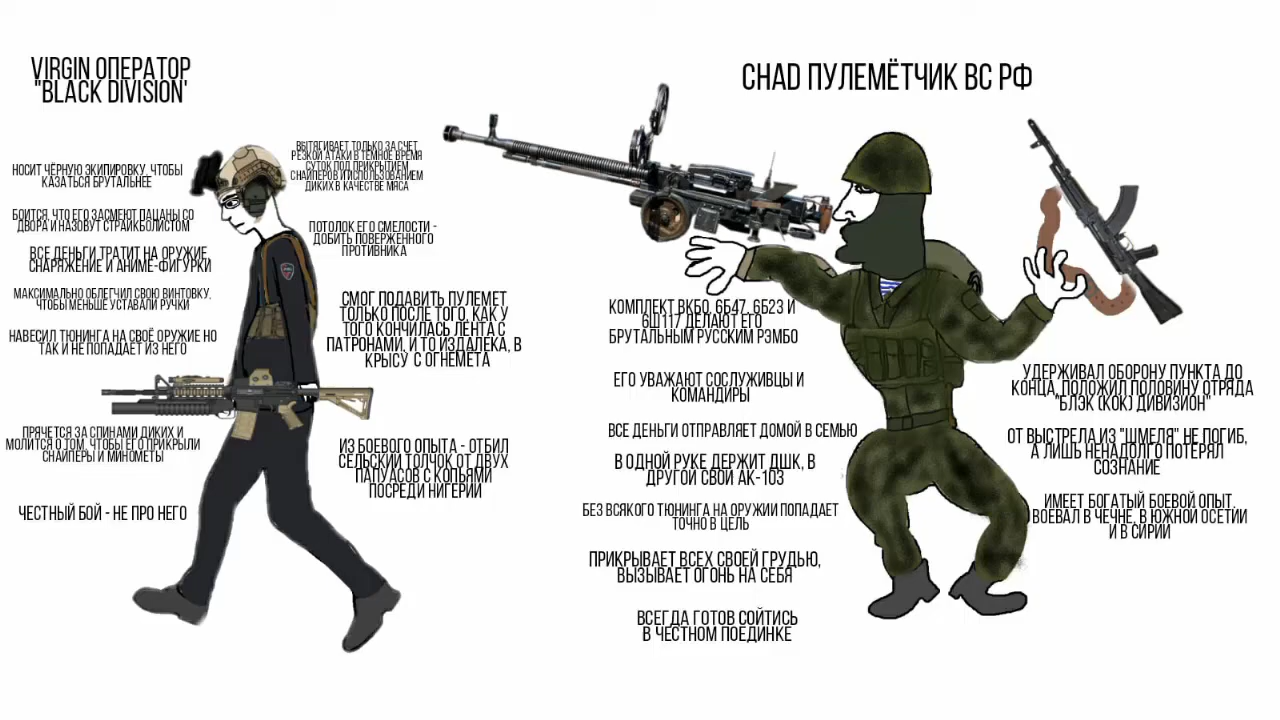 VIRGIN ОПЕРАТОР
"BLACK DIVISION'
НОСИТ ЧЁРНУЮ ЭКИПИРОВКУ, ЧТОБЫ
КАЗАТЬСЯ БРУТАЛЬНЕЕ
БОИТСЯ, ЧТО ЕГО ЗАСМЕЮТ ПАЦАНЫ СО
ДВОРА И НАЗОВУТ СТРАЙКБОЛИСТОМ
ВСЕ ДЕНЬГИ ТРАТИТ НА ОРУЖИЕ,
СНАРЯЖЕНИЕ И АНИМЕ-ФИГУРКИ
МАКСИМАЛЬНО ОБЛЕГЧИЛ СВОЮ ВИНТОВКУ,
ЧТОБЫ МЕНЬШЕ УСТАВАЛИ РУЧКИ
НАВЕСИЛ ТЮНИНГА НА СВОЁ ОРУЖИЕ НО
ТАК И НЕ ПОПАДАЕТ ИЗ НЕГО
ПРЯЧЕТСЯ ЗА СПИНАМИ ДИКИХ И
МОЛИТСЯ О ТОМ, ЧТОБЫ ЕГО ПРИКРЫЛИ
СНАЙПЕРЫ И МИНОМЕТЫ
ЧЕСТНЫЙ БОЙ - НЕ ПРО НЕГО
ВЫТЯГИВАЕТ ТОЛЬКО ЗА СЧЕТ
РЕЗКОЙ АТАКИ В ТЕМНОЕ ВРЕМЯ
СУТОК ПОД ПРИКРЫТИЕМ
СНАЙПЕРОВ И ИСПОЛЬЗОВАНИЕМ
ДИКИХ В КАЧЕСТВЕ МЯСА
ПОТОЛОК ЕГО СМЕЛОСТИ -
ДОБИТЬ ПОВЕРЖЕННОГО
ПРОТИВНИКА
СМОГ ПОДАВИТЬ ПУЛЕМЕТ
ТОЛЬКО ПОСЛЕ ТОГО, КАК У
ТОГО КОНЧИЛАСЬ ЛЕНТА С
ПАТРОНАМИ, И ТО ИЗДАЛЕКА, В
КРЫСУ С ОГНЕМЁТА
ИЗ БОЕВОГО ОПЫТА - ОТБИЛ
СЕЛЬСКИЙ ТОЛЧОК ОТ ДВУХ
ПАПУАСОВ С КОПЬЯМИ
ПОСРЕДИ НИГЕРИИ
CHAD ПУЛЕМЁТЧИК ВС РФ
КОМПЛЕКТ ВКБО, 6Б47, 6Б23 И
6Ш117 ДЕЛАЮТ ЕГО
БРУТАЛЬНЫМ РУССКИМ РЭМБО
ЕГО УВАЖАЮТ СОСЛУЖИВЦЫ И
КОМАНДИРЫ
ВСЕ ДЕНЬГИ ОТПРАВЛЯЕТ ДОМОЙ В СЕМЬЮ
В ОДНОЙ РУКЕ ДЕРЖИТ ДШК, В
ДРУГОЙ СВОЙ АК-103
БЕЗ ВСЯКОГО ТЮНИНГА НА ОРУЖИИ ПОПАДАЕТ
ТОЧНО В ЦЕЛЬ
ПРИКРЫВАЕТ ВСЕХ СВОЕЙ ГРУДЬЮ,
ВЫЗЫВАЕТ ОГОНЬ НА СЕБЯ
ВСЕГДА ГОТОВ СОЙТИСЬ
В ЧЕСТНОМ ПОЕДИНКЕ
УДЕРЖИВАЛ ОБОРОНУ ПУНКТА ДО
КОНЦА, ПОЛОЖИЛ ПОЛОВИНУ ОТРЯДА
"БЛЭК (КОК) ДИВИЗИОН"
ОТ ВЫСТРЕЛА ИЗ "ШМЕЛЯ" НЕ ПОГИБ,
А ЛИШЬ НЕНАДОЛГО ПОТЕРЯЛ
СОЗНАНИЕ
ИМЕЕТ БОГАТЫЙ БОЕВОЙ ОПЫТ,
ВОЕВАЛ В ЧЕЧНЕ, В ЮЖНОЙ ОСЕТИИ
И В СИРИИ